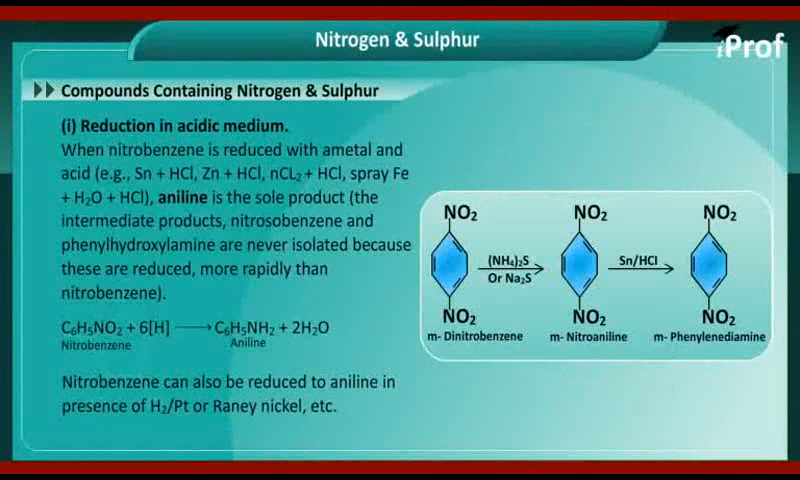 Nitrogen & Sulphur
iProf
Compounds Containing Nitrogen & Sulphur
(i) Reduction in acidic medium.
When nitrobenzene is reduced with ametal and
acid (e.g., Sn + HCl, Zn + HCl, nCL₂ + HCl, spray Fe
+ H₂O + HCl), aniline is the sole product (the
intermediate products, nitrosobenzene and
phenylhydroxylamine are never isolated because
these are reduced, more rapidly than
nitrobenzene).
C₆H₅NO₂ + 6[H] ⟶ C₆H₅NH₂ + 2H₂O
Nitrobenzene Aniline
Nitrobenzene can also be reduced to aniline in
presence of H₂/Pt or Raney nickel, etc.
NO₂ NO₂ NO₂
(NH₄)₂S Sn/HCl
Or Na₂S
NO₂ NO₂ NO₂
m- Dinitrobenzene m- Nitroaniline m- Phenylenediamine